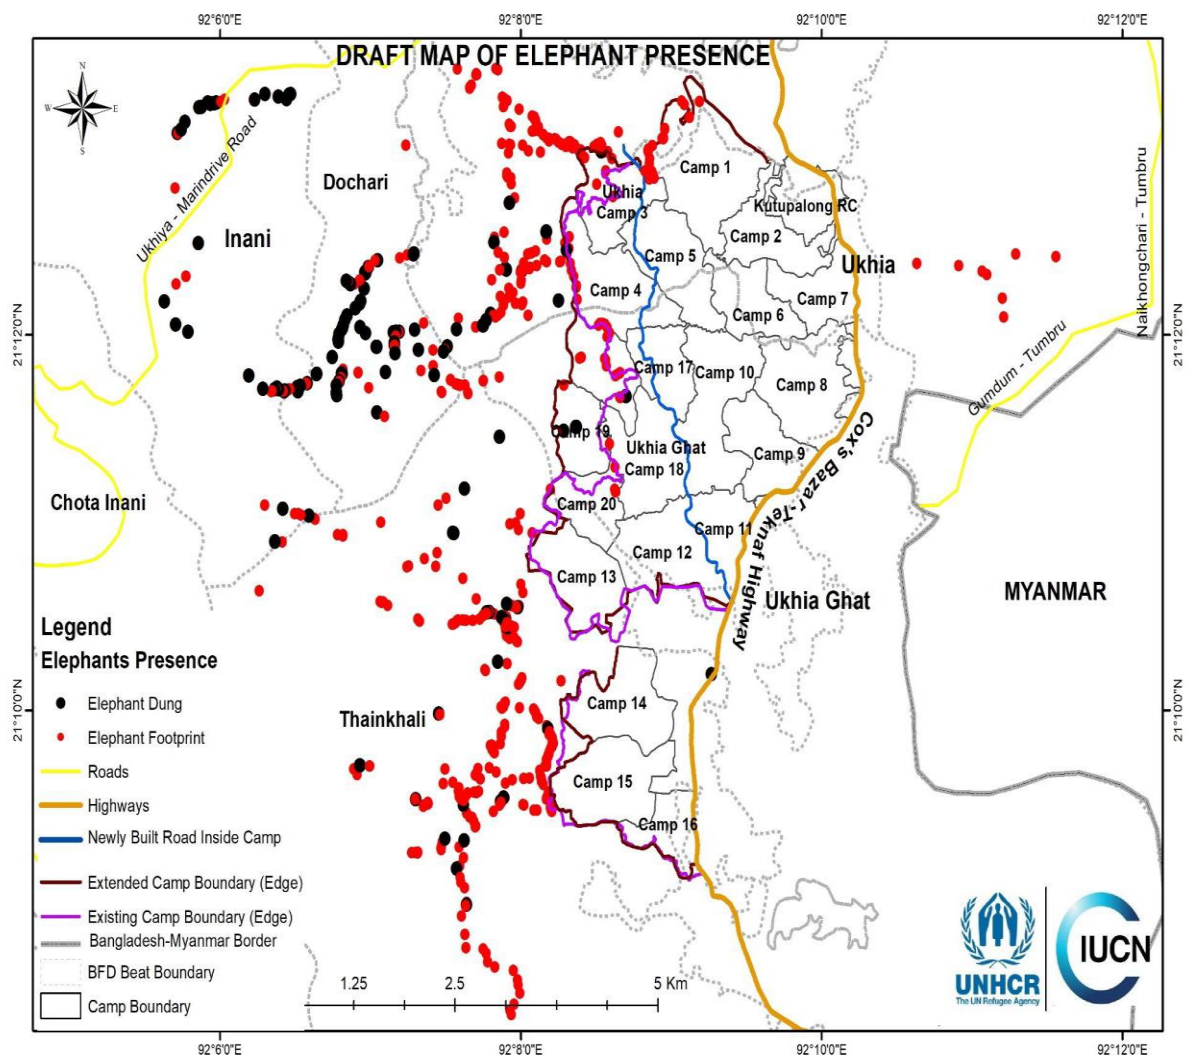 92°6'0"E 92°8'0"E 92°10'0"E 92°12'0"E
DRAFT MAP OF ELEPHANT PRESENCE
N
W E
S
Ukhiya - Marindrive Road
Dochari
Inani
Camp 1
Ukhia
Camp 3
Kutupalong RC
Camp 2
Camp 5
Ukhia
Camp 4
Camp 7
Camp 6
Naikhongchari - Tumbru
21°12'0"N 21°12'0"N
Gumdum - Tumbru
Camp 17
Camp 10
Camp 8
Camp 19
Ukhia Ghat
Camp 18
Camp 9
Cox's Bazar-Teknaf Highway
Chota Inani
Camp 20
Camp 11
Camp 12
Camp 13
Ukhia Ghat
MYANMAR
21°10'0"N 21°10'0"N
Thainkhali
Camp 14
Camp 15
Camp 16
Legend
Elephants Presence
Elephant Dung
Elephant Footprint
Roads
Highways
Newly Built Road Inside Camp
Extended Camp Boundary (Edge)
Existing Camp Boundary (Edge)
Bangladesh-Myanmar Border
BFD Beat Boundary
Camp Boundary
1.25 2.5 5 Km
UNHCR
The UN Refugee Agency
IUCN
92°6'0"E 92°8'0"E 92°10'0"E 92°12'0"E